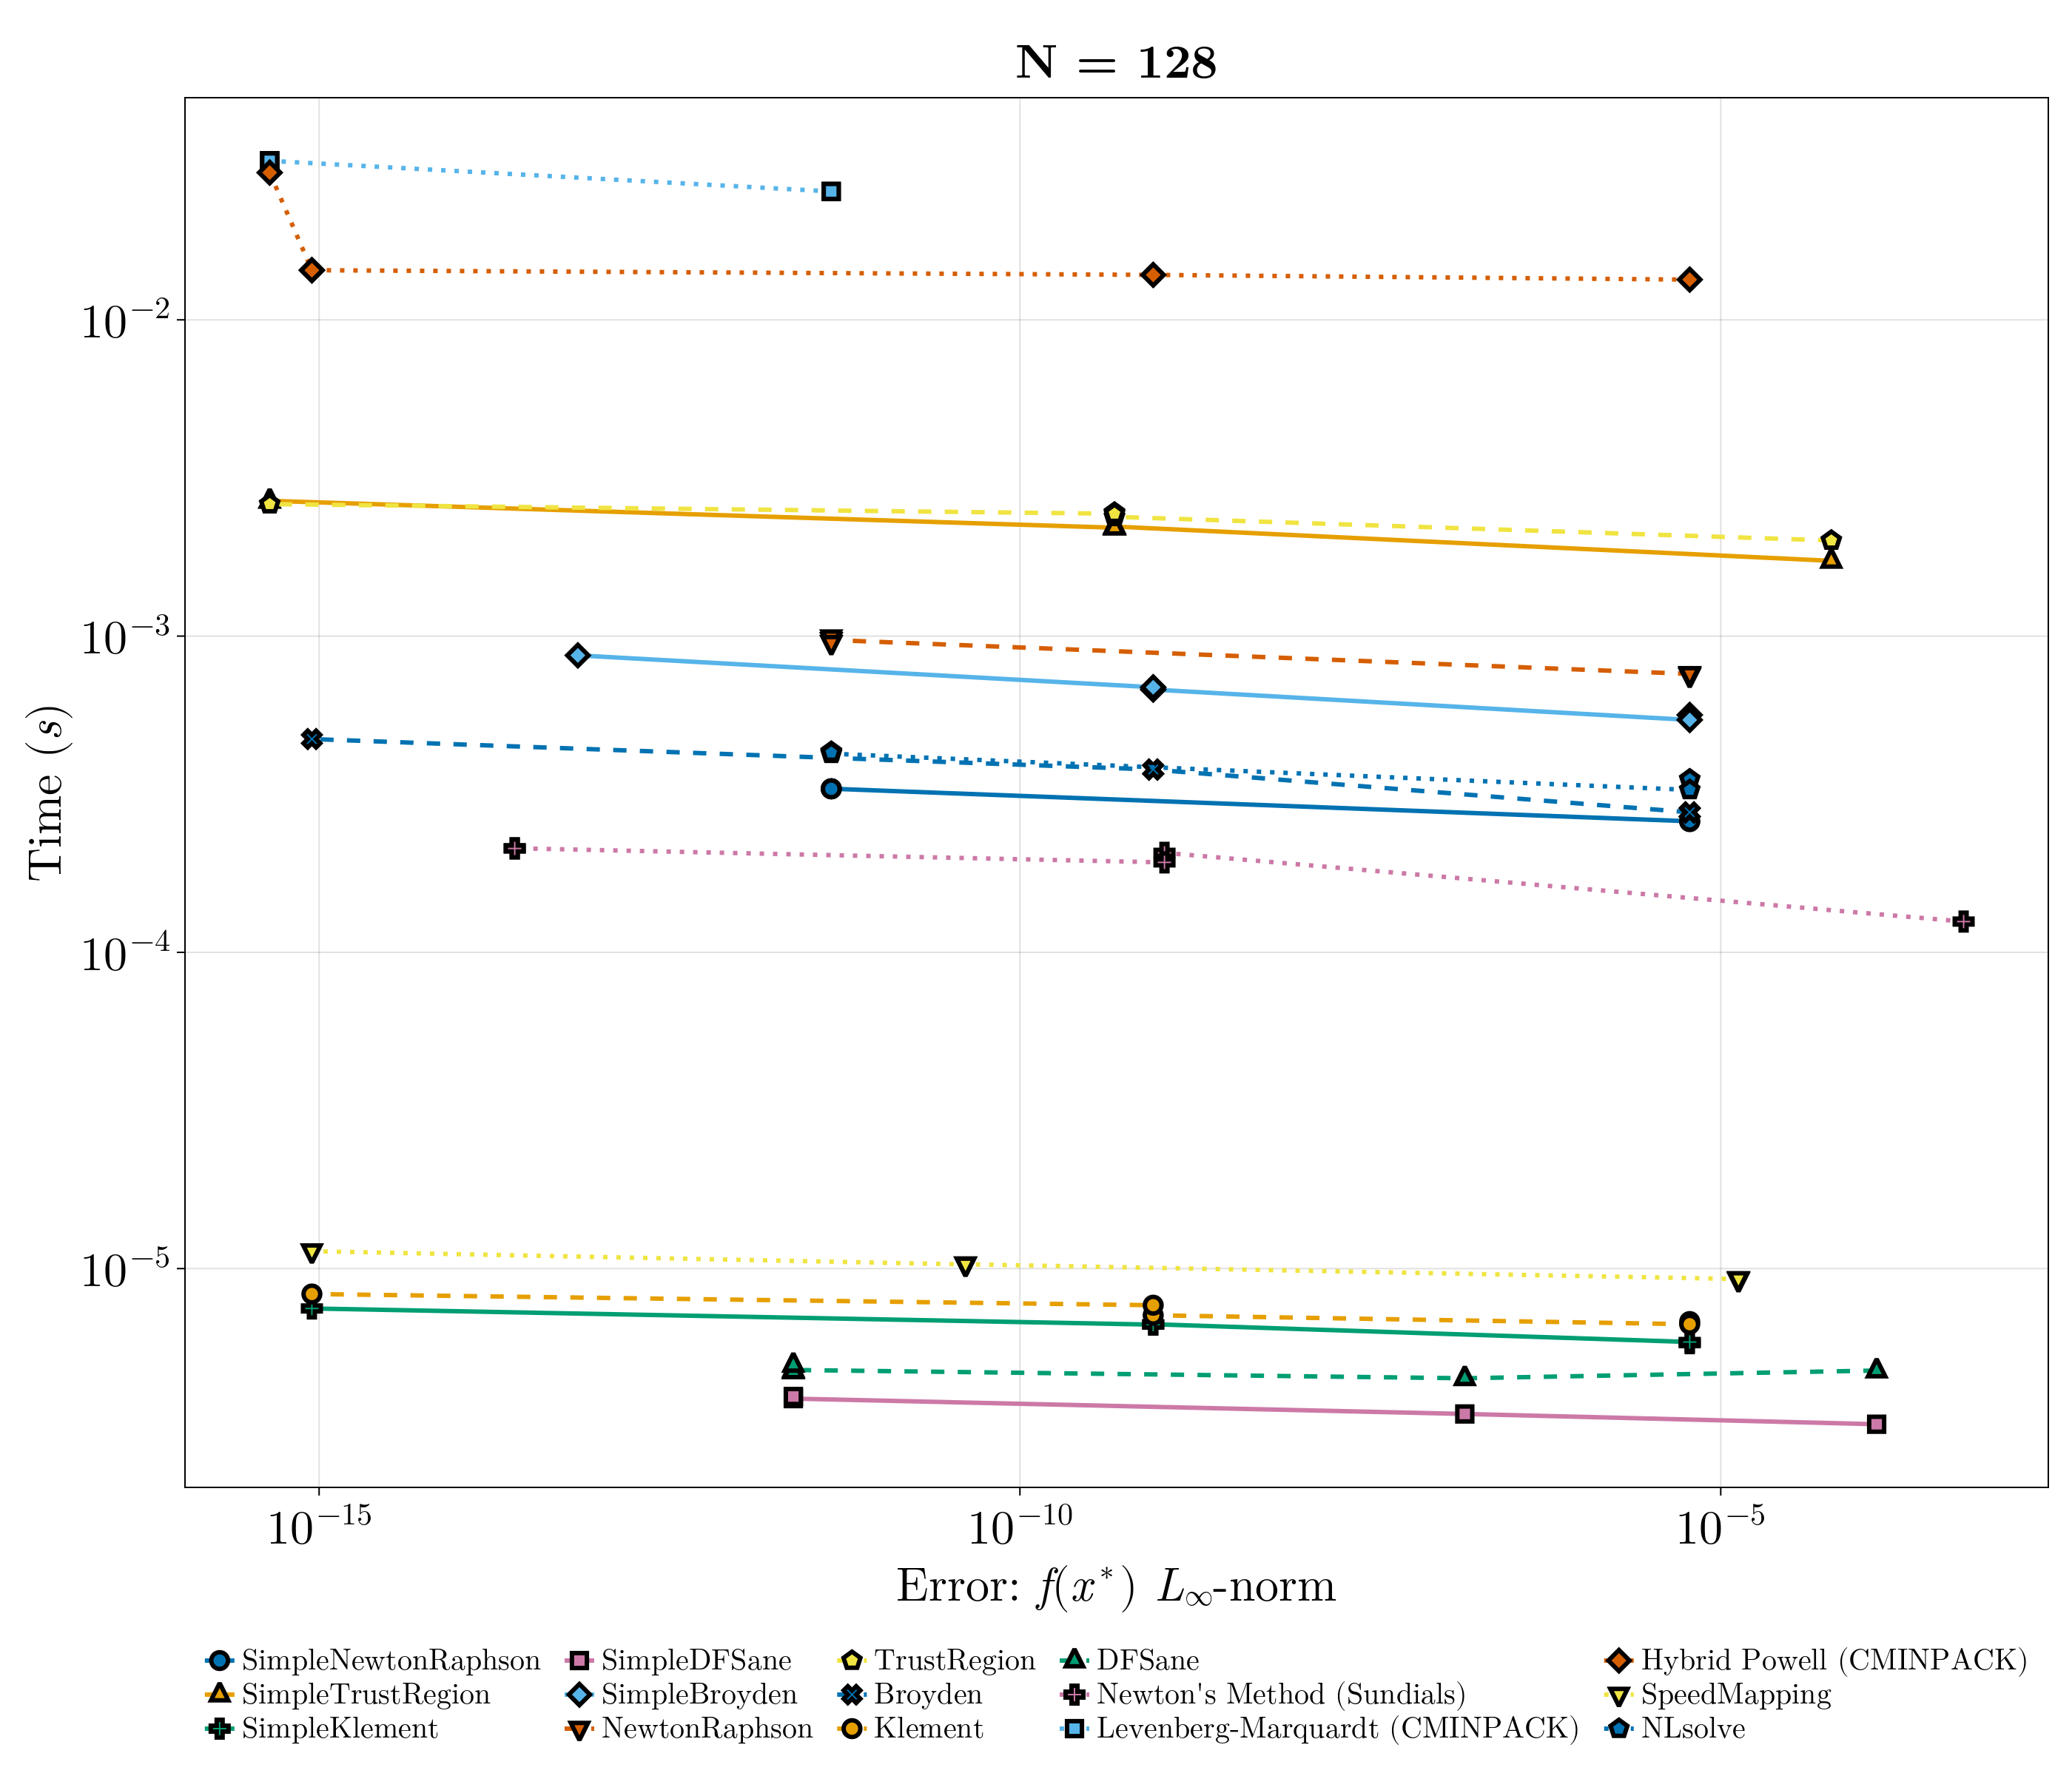 N = 128
Time (s)
10⁻²
10⁻³
10⁻⁴
10⁻⁵
10⁻¹⁵ 10⁻¹⁰ 10⁻⁵
Error: f(x*) L∞-norm
SimpleNewtonRaphson SimpleDFSane TrustRegion DFSane Hybrid Powell (CMINPACK)
SimpleTrustRegion SimpleBroyden Broyden Newton's Method (Sundials) SpeedMapping
SimpleKlement NewtonRaphson Klement Levenberg-Marquardt (CMINPACK) NLsolve